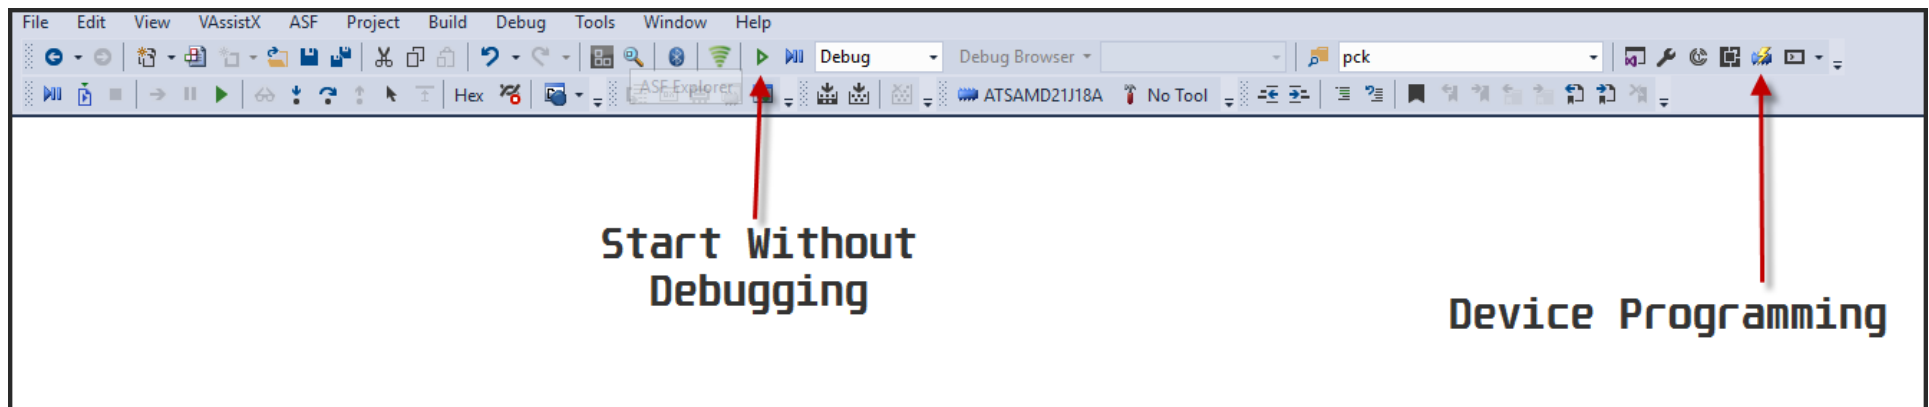 File Edit View VAssistX ASF Project Build Debug Tools Window Help
Debug Debug Browser pck
Hex ASF Explorer ATSAMD21J18A No Tool
Start Without
Debugging
Device Programming